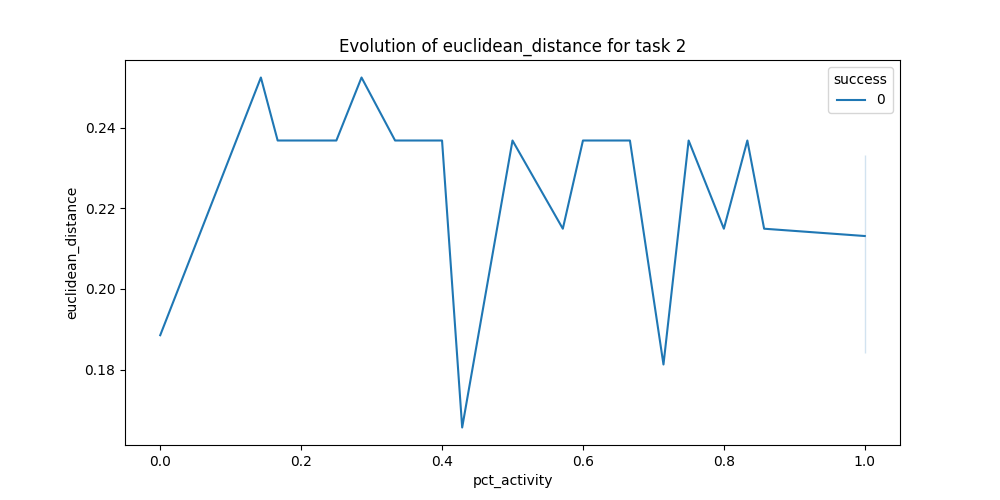 Evolution of euclidean_distance for task 2
success
0
0.24
0.22
0.20
0.18
euclidean_distance
0.0 0.2 0.4 0.6 0.8 1.0
pct_activity